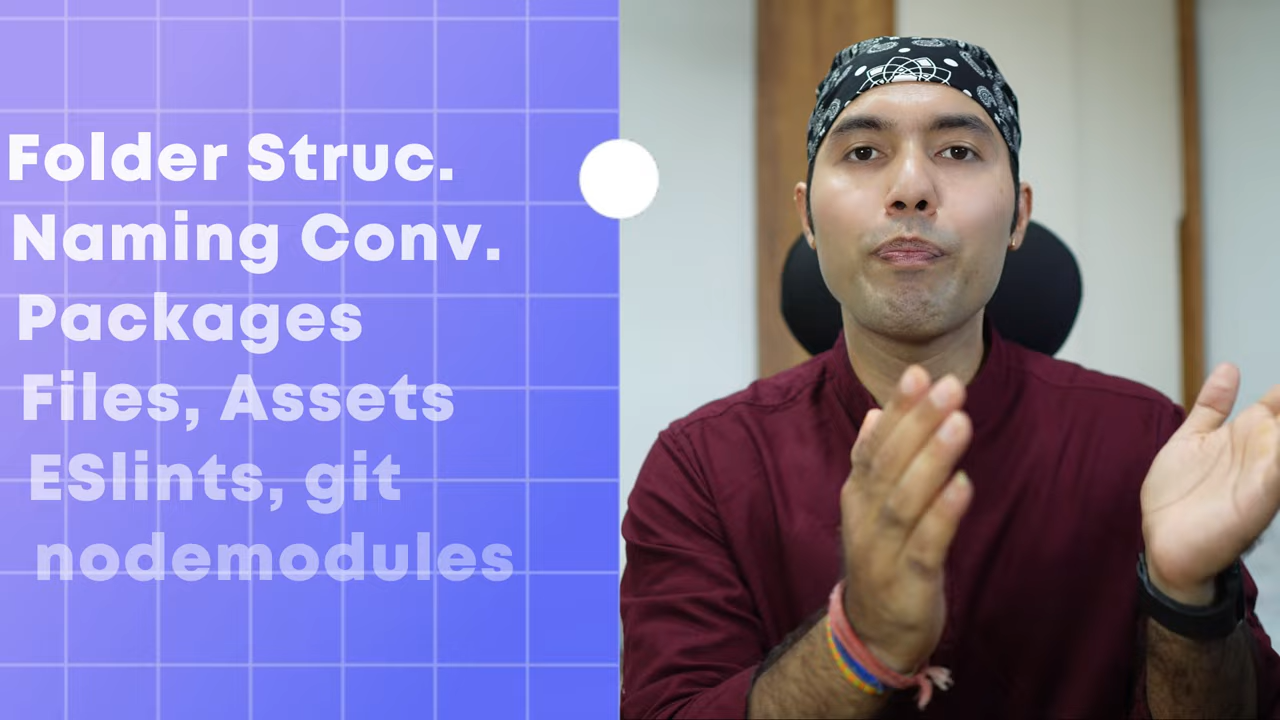 Folder Struc.
Naming Conv.
Packages
Files, Assets
ESlints, git
nodemodules